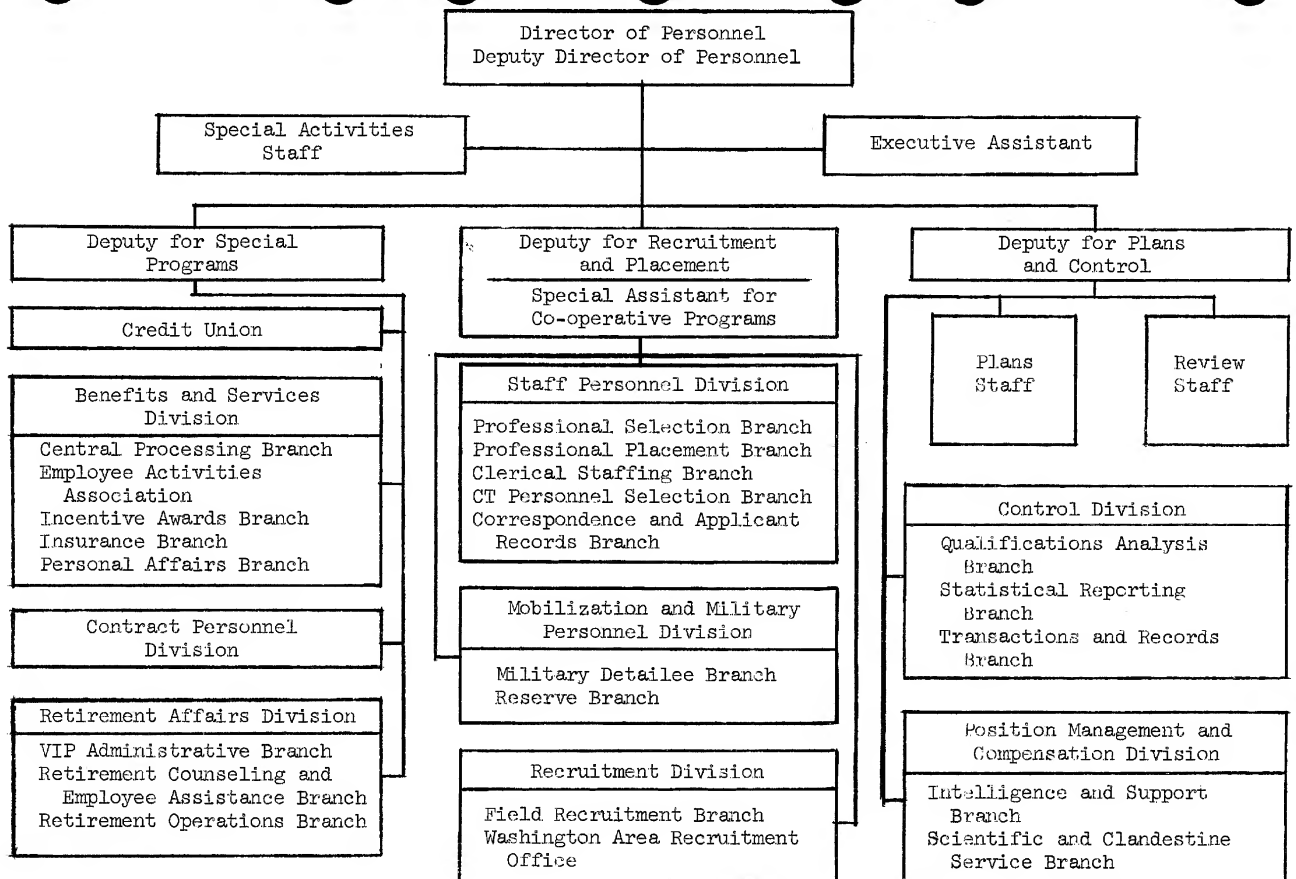 Director of Personnel
Deputy Director of Personnel
Special Activities
Staff
Executive Assistant
Deputy for Special
Programs
Credit Union
Benefits and Services
Division
Central Processing Branch
Employee Activities
Association
Incentive Awards Branch
Insurance Branch
Personal Affairs Branch
Contract Personnel
Division
Retirement Affairs Division
VIP Administrative Branch
Retirement Counseling and
Employee Assistance Branch
Retirement Operations Branch
Deputy for Recruitment
and Placement
Special Assistant for
Co-operative Programs
Staff Personnel Division
Professional Selection Branch
Professional Placement Branch
Clerical Staffing Branch
CT Personnel Selection Branch
Correspondence and Applicant
Records Branch
Mobilization and Military
Personnel Division
Military Detailee Branch
Reserve Branch
Recruitment Division
Field Recruitment Branch
Washington Area Recruitment
Office
Deputy for Plans
and Control
Plans
Staff
Review
Staff
Control Division
Qualifications Analysis
Branch
Statistical Reporting
Branch
Transactions and Records
Branch
Position Management and
Compensation Division
Intelligence and Support
Branch
Scientific and Clandestine
Service Branch